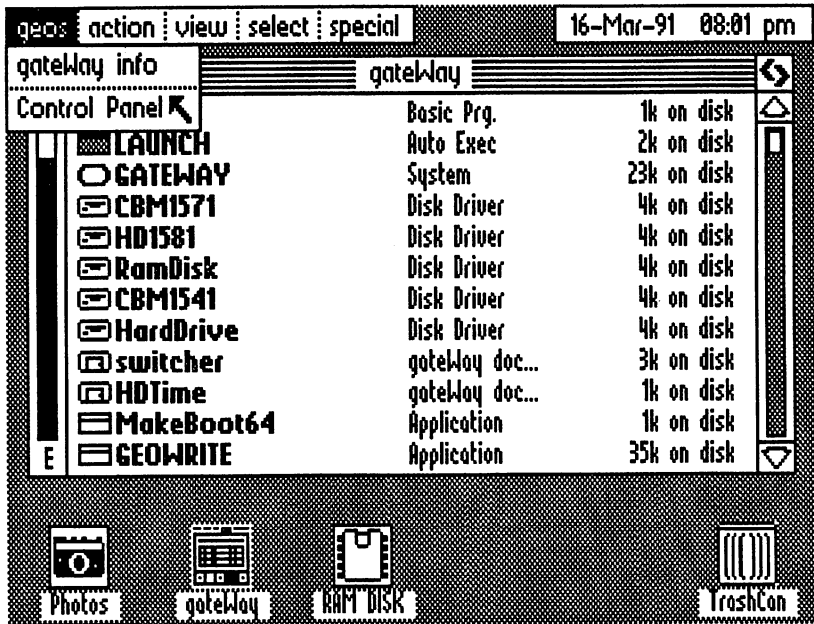 geos action view select special 16-Mar-91 08:01 pm
gateWay info
Control Panel
gateWay
Basic Prg. 1k on disk
LAUNCH Auto Exec 2k on disk
GATEWAY System 23k on disk
CBM1571 Disk Driver 4k on disk
HD1581 Disk Driver 4k on disk
RamDisk Disk Driver 4k on disk
CBM1541 Disk Driver 4k on disk
HardDrive Disk Driver 4k on disk
switcher gateWay doc... 3k on disk
HDTime gateWay doc... 1k on disk
MakeBoot64 Application 1k on disk
E GEOWRITE Application 35k on disk
Photos gateWay RAM DISK TrashCan